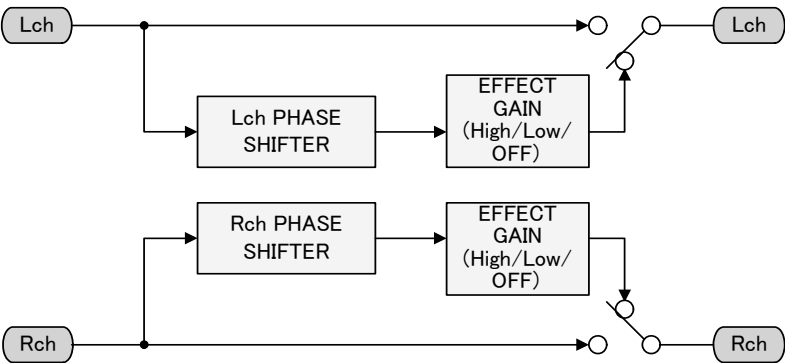 Lch
Lch
Lch PHASE
SHIFTER
EFFECT
GAIN
(High/Low/
OFF)
Rch PHASE
SHIFTER
EFFECT
GAIN
(High/Low/
OFF)
Rch
Rch